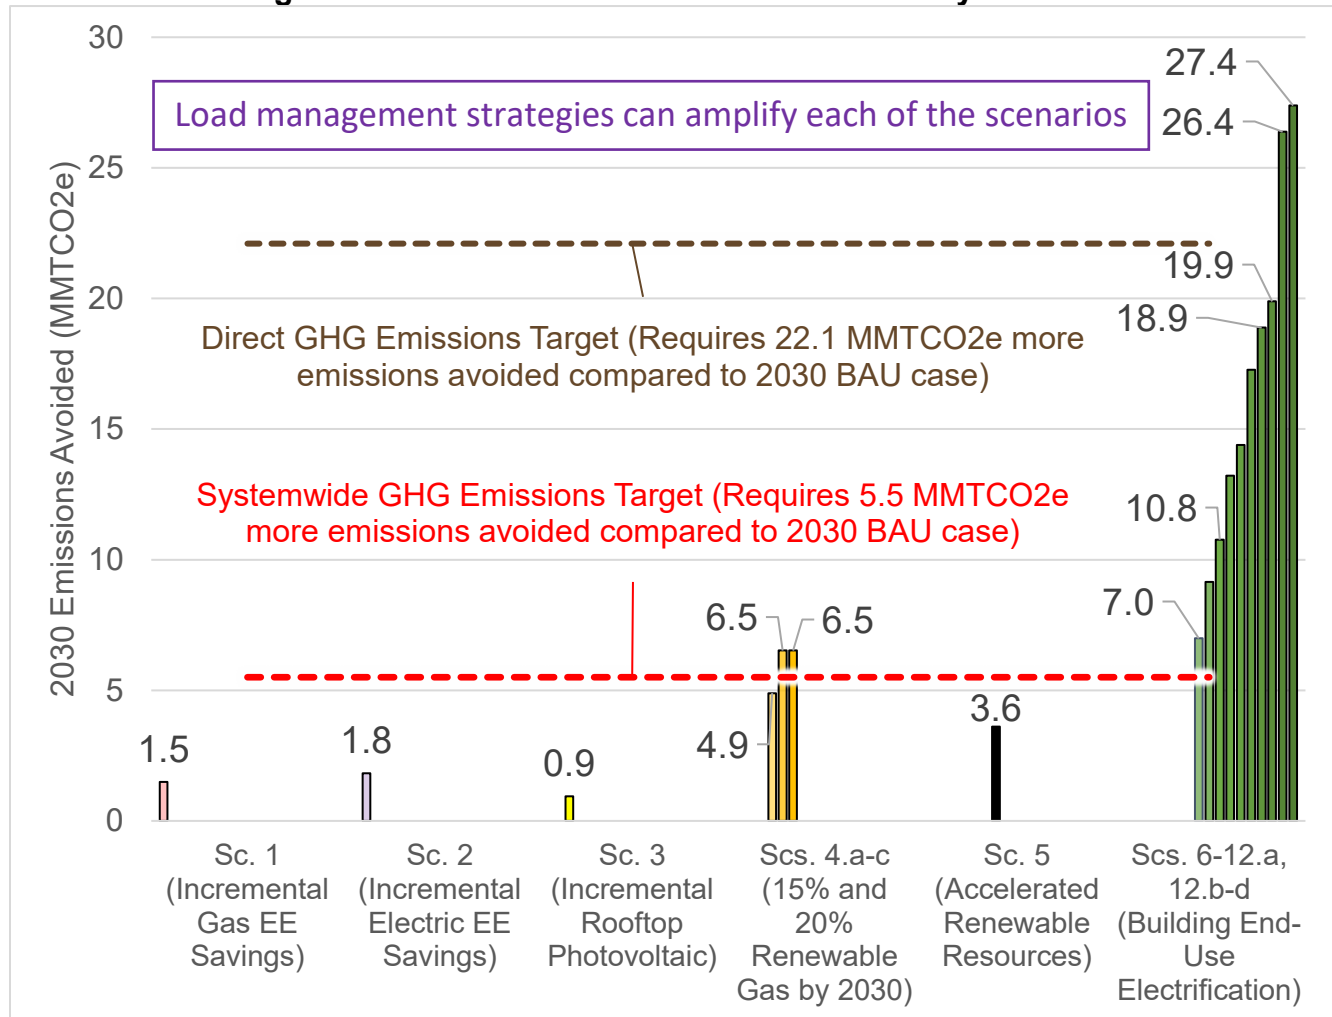 30
25
20
15
10
5
0
2030 Emissions Avoided (MMTCO2e)
Load management strategies can amplify each of the scenarios
27.4
26.4
19.9
18.9
Direct GHG Emissions Target (Requires 22.1 MMTCO2e more
emissions avoided compared to 2030 BAU case)
Systemwide GHG Emissions Target (Requires 5.5 MMTCO2e
more emissions avoided compared to 2030 BAU case)
10.8
7.0
6.5
6.5
4.9
3.6
1.5
1.8
0.9
Sc. 1
(Incremental
Gas EE
Savings)
Sc. 2
(Incremental
Electric EE
Savings)
Sc. 3
(Incremental
Rooftop
Photovoltaic)
Scs. 4.a-c
(15% and
20%
Renewable
Gas by 2030)
Sc. 5
(Accelerated
Renewable
Resources)
Scs. 6-12.a,
12.b-d
(Building End-
Use
Electrification)